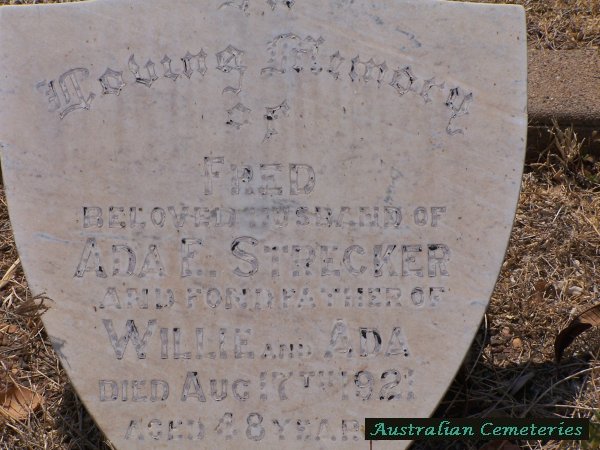 In
Loving Memory
of
FRED
BELOVED HUSBAND OF
ADA E. STRECKER
AND FOND FATHER OF
WILLIE AND ADA
DIED AUG 17TH 1921
AGED 48 YEARS
Australian Cemeteries